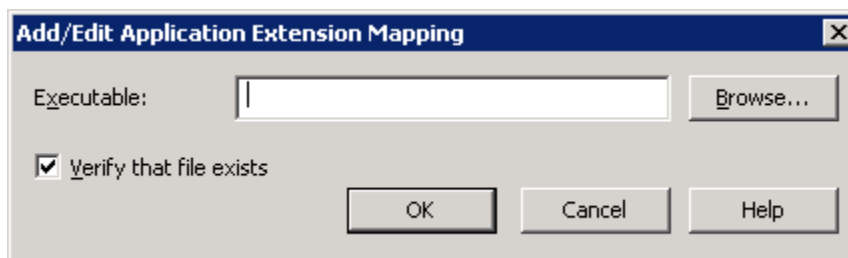 Add/Edit Application Extension Mapping
Executable:
Browse...
Verify that file exists
OK
Cancel
Help